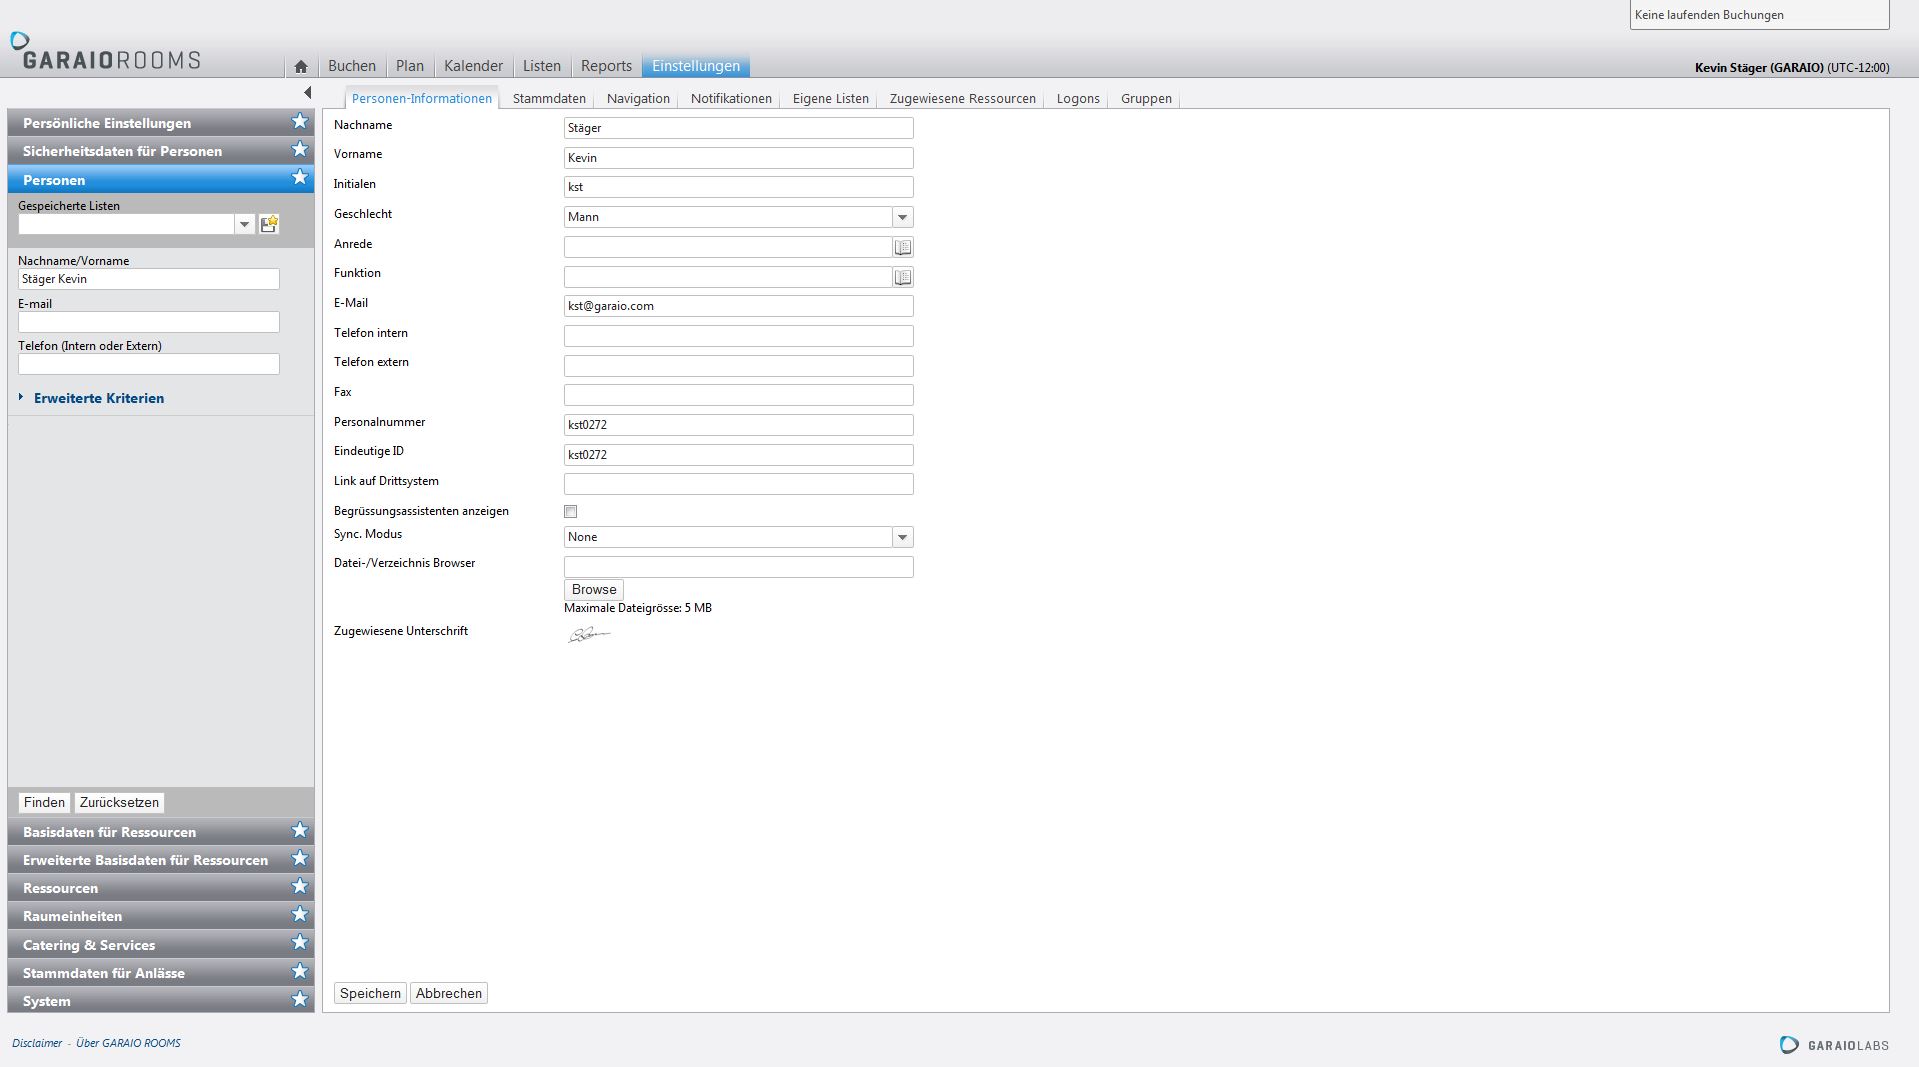 Keine laufenden Buchungen
GARAIOROOMS
Buchen
Plan
Kalender
Listen
Reports
Einstellungen
Kevin Stäger (GARAIO) (UTC-12:00)
Personen-Informationen
Stammdaten
Navigation
Notifikationen
Eigene Listen
Zugewiesene Ressourcen
Logons
Gruppen
Persönliche Einstellungen
Sicherheitsdaten für Personen
Personen
Gespeicherte Listen
Nachname/Vorname
Stäger Kevin
E-mail
Telefon (Intern oder Extern)
Erweiterte Kriterien
Finden
Zurücksetzen
Basisdaten für Ressourcen
Erweiterte Basisdaten für Ressourcen
Ressourcen
Raumeinheiten
Catering & Services
Stammdaten für Anlässe
System
Nachname
Stäger
Vorname
Kevin
Initialen
kst
Geschlecht
Mann
Anrede
Funktion
E-Mail
kst@garaio.com
Telefon intern
Telefon extern
Fax
Personalnummer
kst0272
Eindeutige ID
kst0272
Link auf Drittsystem
Begrüssungsassistenten anzeigen
Sync. Modus
None
Datei-/Verzeichnis Browser
Browse
Maximale Dateigrösse: 5 MB
Zugewiesene Unterschrift
Speichern
Abbrechen
Disclaimer - Über GARAIO ROOMS
GARAIOLABS